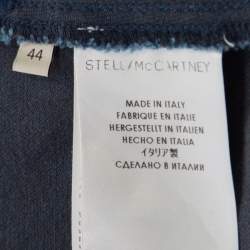 44
STELLA McCARTNEY
MADE IN ITALY
FABRIQUE EN ITALIE
HERGESTELLT IN ITALIEN
HECHO EN ITALIA
イタリア製
СДЕЛАНО В ИТАЛИИ